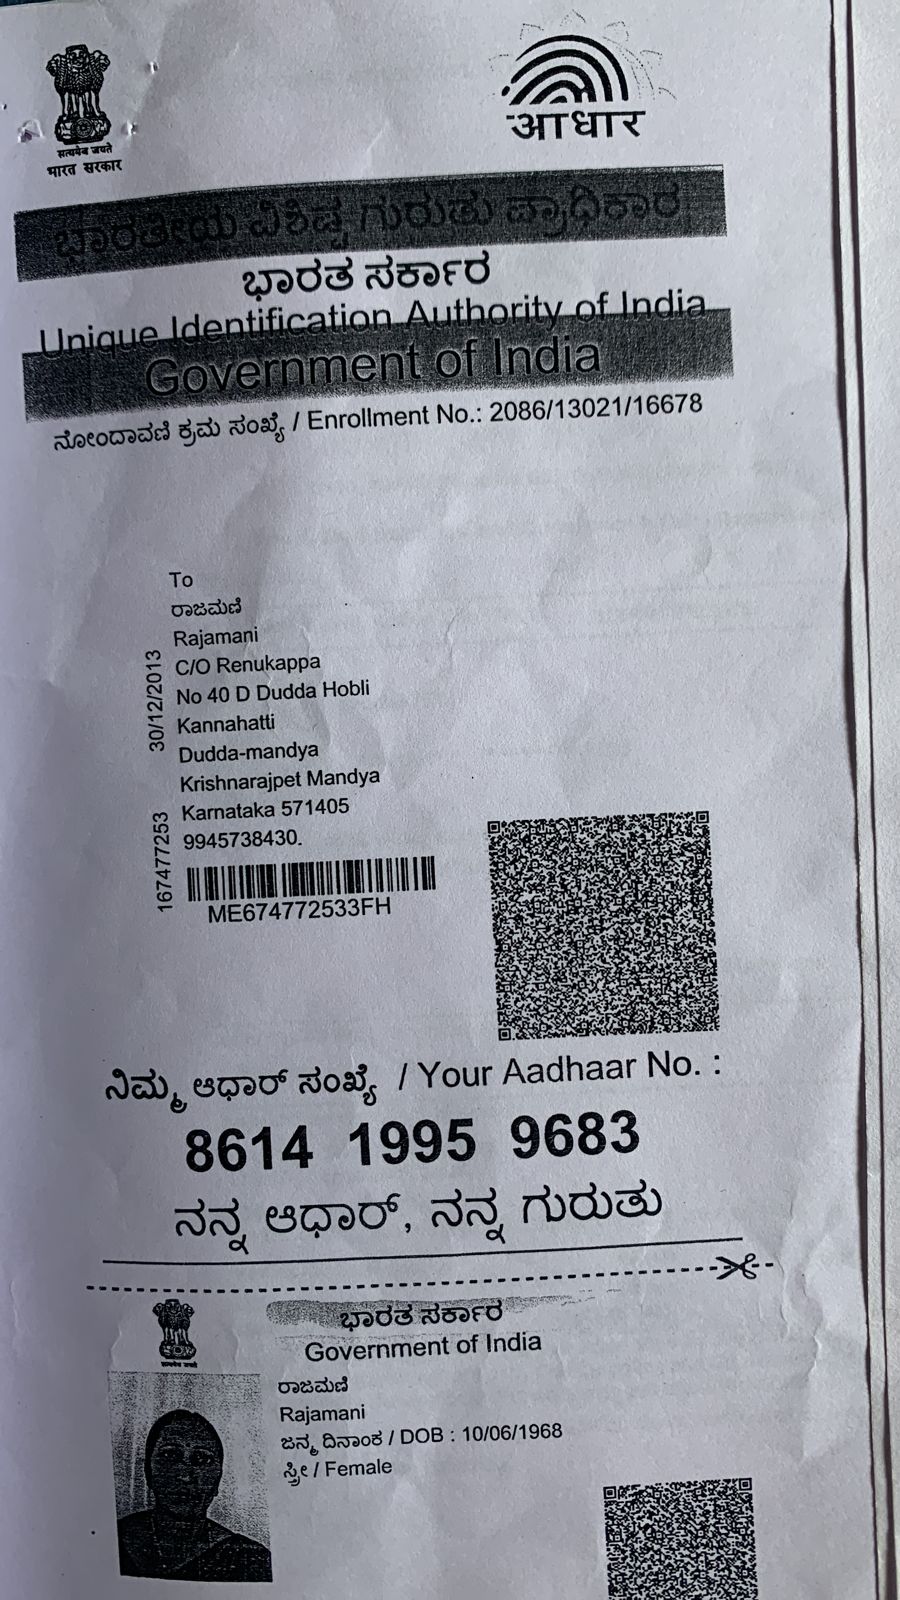 सत्यमेव जयते
भारत सरकार
आधार
ಭಾರತೀಯ ವಿಶಿಷ್ಟ ಗುರುತು ಪ್ರಾಧಿಕಾರ
ಭಾರತ ಸರ್ಕಾರ
Unique Identification Authority of India
Government of India
ನೋಂದಾವಣಿ ಕ್ರಮ ಸಂಖ್ಯೆ / Enrollment No.: 2086/13021/16678
To
ರಾಜಮಣಿ
Rajamani
C/O Renukappa
No 40 D Dudda Hobli
Kannahatti
Dudda-mandya
Krishnarajpet Mandya
Karnataka 571405
9945738430.
30/12/2013
167477253
ME674772533FH
ನಿಮ್ಮ ಆಧಾರ್ ಸಂಖ್ಯೆ / Your Aadhaar No. :
8614 1995 9683
ನನ್ನ ಆಧಾರ್, ನನ್ನ ಗುರುತು
ಭಾರತ ಸರ್ಕಾರ
Government of India
ರಾಜಮಣಿ
Rajamani
ಜನ್ಮ ದಿನಾಂಕ / DOB : 10/06/1968
ಸ್ತ್ರೀ / Female